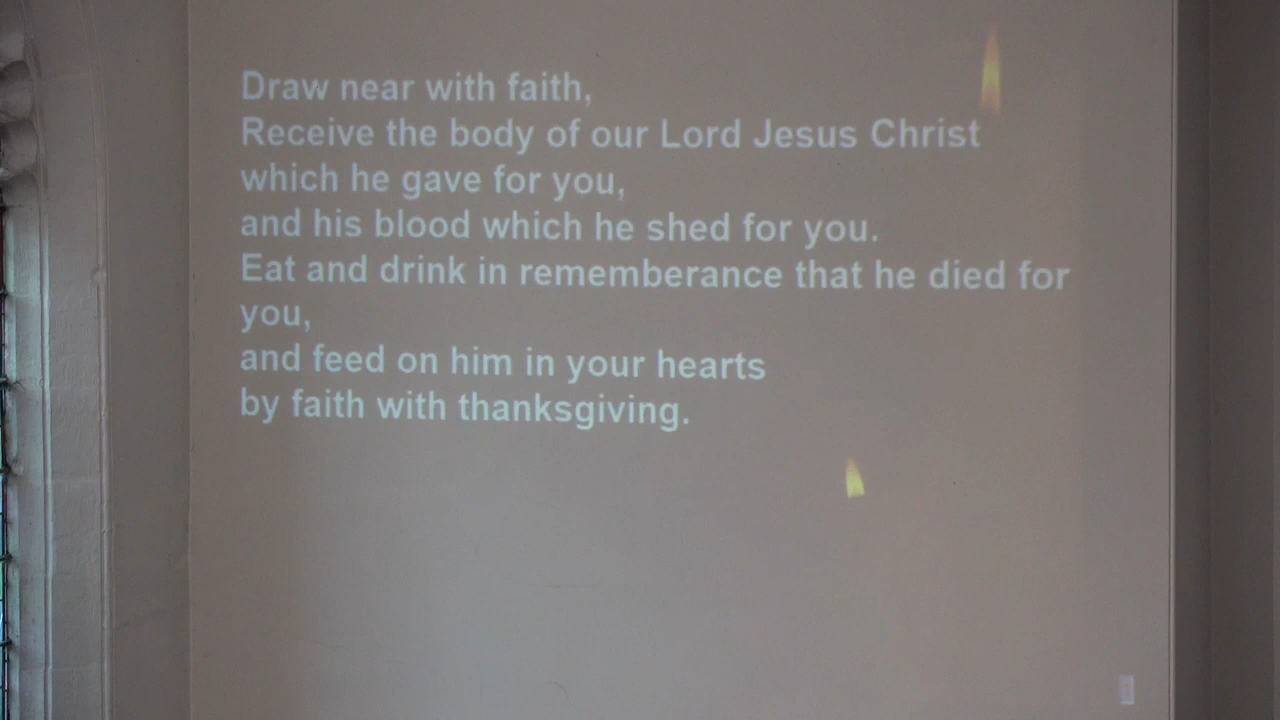 Draw near with faith,
Receive the body of our Lord Jesus Christ
which he gave for you,
and his blood which he shed for you.
Eat and drink in rememberance that he died for
you,
and feed on him in your hearts
by faith with thanksgiving.